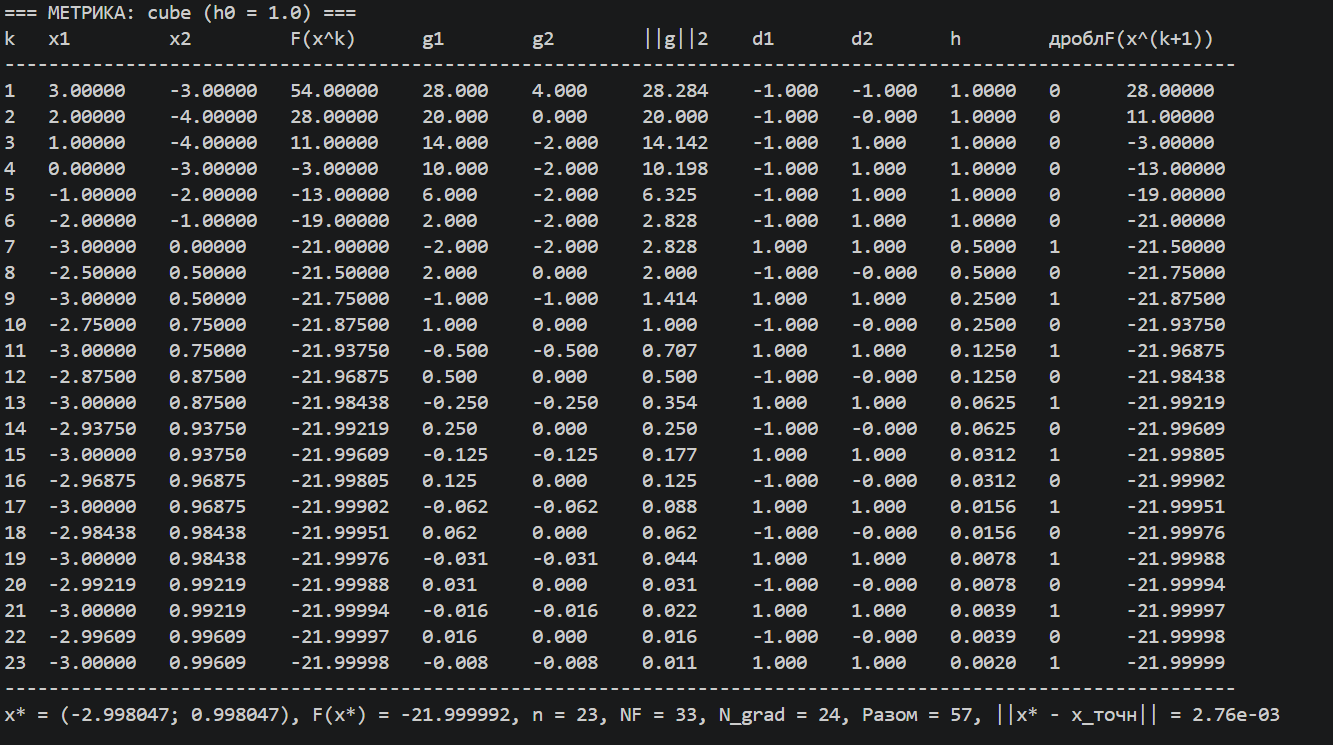 === МЕТРИКА: cube (h0 = 1.0) ===
k x1 x2 F(x^k) g1 g2 ||g||2 d1 d2 h дроблF(x^(k+1))
-----------------------------------------------------------------------------------------------------------------
1 3.00000 -3.00000 54.00000 28.000 4.000 28.284 -1.000 -1.000 1.0000 0 28.00000
2 2.00000 -4.00000 28.00000 20.000 0.000 20.000 -1.000 -0.000 1.0000 0 11.00000
3 1.00000 -4.00000 11.00000 14.000 -2.000 14.142 -1.000 1.000 1.0000 0 -3.00000
4 0.00000 -3.00000 -3.00000 10.000 -2.000 10.198 -1.000 1.000 1.0000 0 -13.00000
5 -1.00000 -2.00000 -13.00000 6.000 -2.000 6.325 -1.000 1.000 1.0000 0 -19.00000
6 -2.00000 -1.00000 -19.00000 2.000 -2.000 2.828 -1.000 1.000 1.0000 0 -21.00000
7 -3.00000 0.00000 -21.00000 -2.000 -2.000 2.828 1.000 1.000 0.5000 1 -21.50000
8 -2.50000 0.50000 -21.50000 2.000 0.000 2.000 -1.000 -0.000 0.5000 0 -21.75000
9 -3.00000 0.50000 -21.75000 -1.000 -1.000 1.414 1.000 1.000 0.2500 1 -21.87500
10 -2.75000 0.75000 -21.87500 1.000 0.000 1.000 -1.000 -0.000 0.2500 0 -21.93750
11 -3.00000 0.75000 -21.93750 -0.500 -0.500 0.707 1.000 1.000 0.1250 1 -21.96875
12 -2.87500 0.87500 -21.96875 0.500 0.000 0.500 -1.000 -0.000 0.1250 0 -21.98438
13 -3.00000 0.87500 -21.98438 -0.250 -0.250 0.354 1.000 1.000 0.0625 1 -21.99219
14 -2.93750 0.93750 -21.99219 0.250 0.000 0.250 -1.000 -0.000 0.0625 0 -21.99609
15 -3.00000 0.93750 -21.99609 -0.125 -0.125 0.177 1.000 1.000 0.0312 1 -21.99805
16 -2.96875 0.96875 -21.99805 0.125 0.000 0.125 -1.000 -0.000 0.0312 0 -21.99902
17 -3.00000 0.96875 -21.99902 -0.062 -0.062 0.088 1.000 1.000 0.0156 1 -21.99951
18 -2.98438 0.98438 -21.99951 0.062 0.000 0.062 -1.000 -0.000 0.0156 0 -21.99976
19 -3.00000 0.98438 -21.99976 -0.031 -0.031 0.044 1.000 1.000 0.0078 1 -21.99988
20 -2.99219 0.99219 -21.99988 0.031 0.000 0.031 -1.000 -0.000 0.0078 0 -21.99994
21 -3.00000 0.99219 -21.99994 -0.016 -0.016 0.022 1.000 1.000 0.0039 1 -21.99997
22 -2.99609 0.99609 -21.99997 0.016 0.000 0.016 -1.000 -0.000 0.0039 0 -21.99998
23 -3.00000 0.99609 -21.99998 -0.008 -0.008 0.011 1.000 1.000 0.0020 1 -21.99999
-----------------------------------------------------------------------------------------------------------------
x* = (-2.998047; 0.998047), F(x*) = -21.999992, n = 23, NF = 33, N_grad = 24, Разом = 57, ||x* - x_точн|| = 2.76e-03